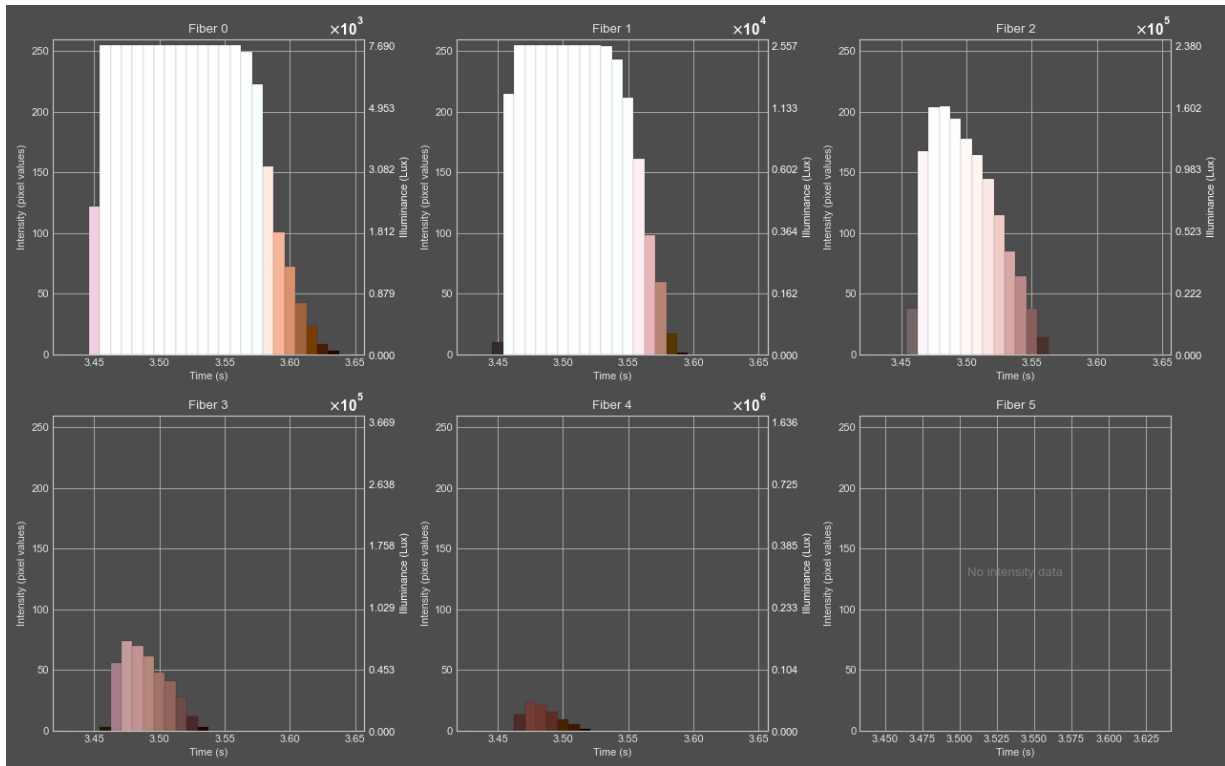 Fiber 0 ×10³
Intensity (pixel values)
250
200
150
100
50
0
7.690
4.953
3.082
1.812
0.879
0.000
Illuminance (Lux)
3.45 3.50 3.55 3.60 3.65
Time (s)
Fiber 1 ×10⁴
Intensity (pixel values)
250
200
150
100
50
0
2.557
1.133
0.602
0.364
0.162
0.000
Illuminance (Lux)
3.45 3.50 3.55 3.60 3.65
Time (s)
Fiber 2 ×10⁵
Intensity (pixel values)
250
200
150
100
50
0
2.380
1.602
0.983
0.523
0.222
0.000
Illuminance (Lux)
3.45 3.50 3.55 3.60 3.65
Time (s)
Fiber 3 ×10⁵
Intensity (pixel values)
250
200
150
100
50
0
3.669
2.638
1.758
1.029
0.453
0.000
Illuminance (Lux)
3.45 3.50 3.55 3.60 3.65
Time (s)
Fiber 4 ×10⁶
Intensity (pixel values)
250
200
150
100
50
0
1.636
0.725
0.385
0.233
0.104
0.000
Illuminance (Lux)
3.45 3.50 3.55 3.60 3.65
Time (s)
Fiber 5
Intensity (pixel values)
250
200
150
100
50
0
No intensity data
3.450 3.475 3.500 3.525 3.550 3.575 3.600 3.625
Time (s)